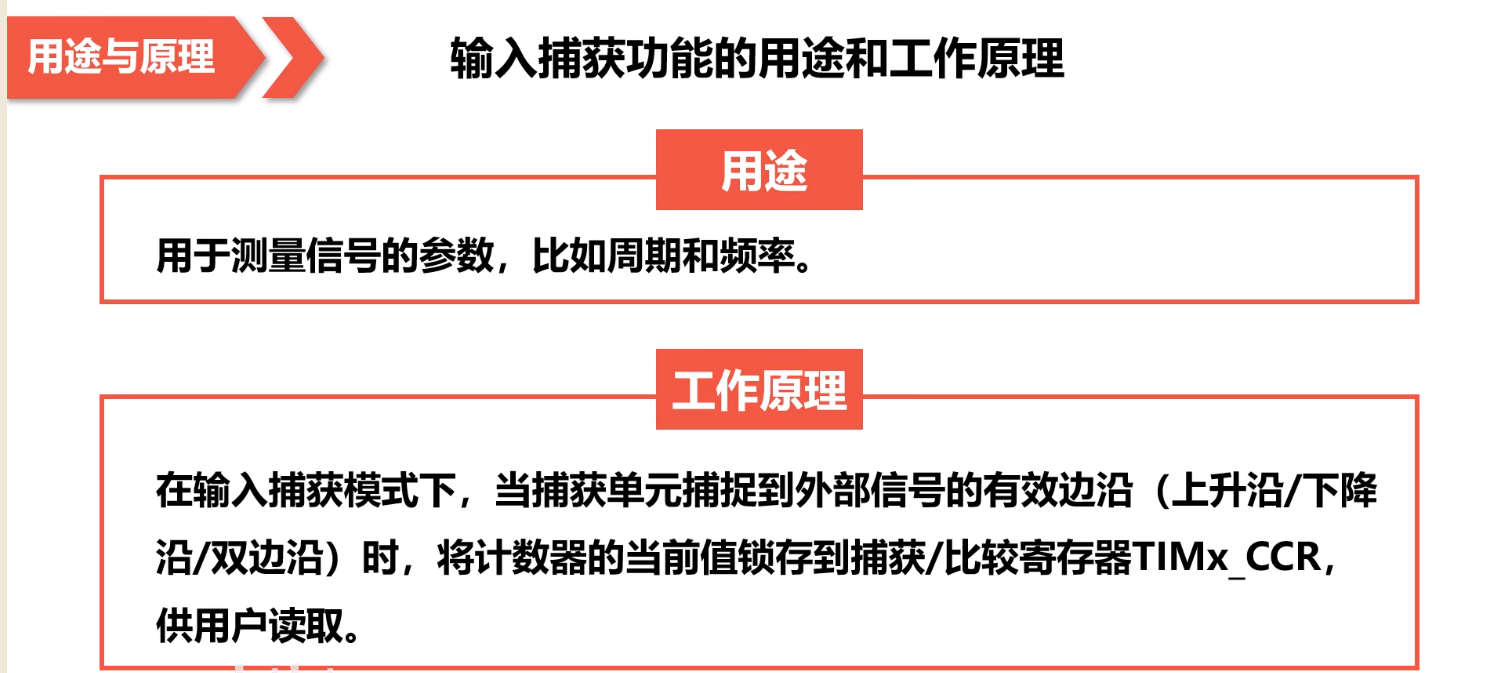 用途与原理
输入捕获功能的用途和工作原理
用途
用于测量信号的参数，比如周期和频率。
工作原理
在输入捕获模式下，当捕获单元捕捉到外部信号的有效边沿（上升沿/下降
沿/双边沿）时，将计数器的当前值锁存到捕获/比较寄存器TIMx_CCR，
供用户读取。